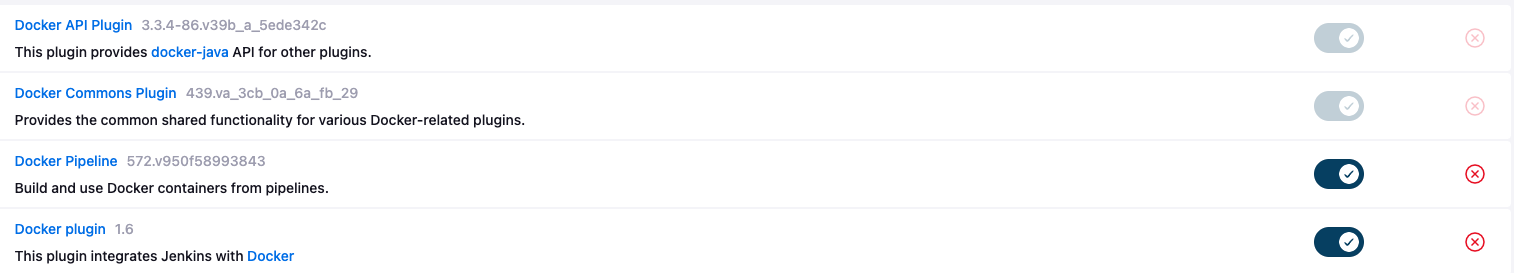 Docker API Plugin 3.3.4-86.v39b_a_5ede342c
This plugin provides docker-java API for other plugins.
Docker Commons Plugin 439.va_3cb_0a_6a_fb_29
Provides the common shared functionality for various Docker-related plugins.
Docker Pipeline 572.v950f58993843
Build and use Docker containers from pipelines.
Docker plugin 1.6
This plugin integrates Jenkins with Docker